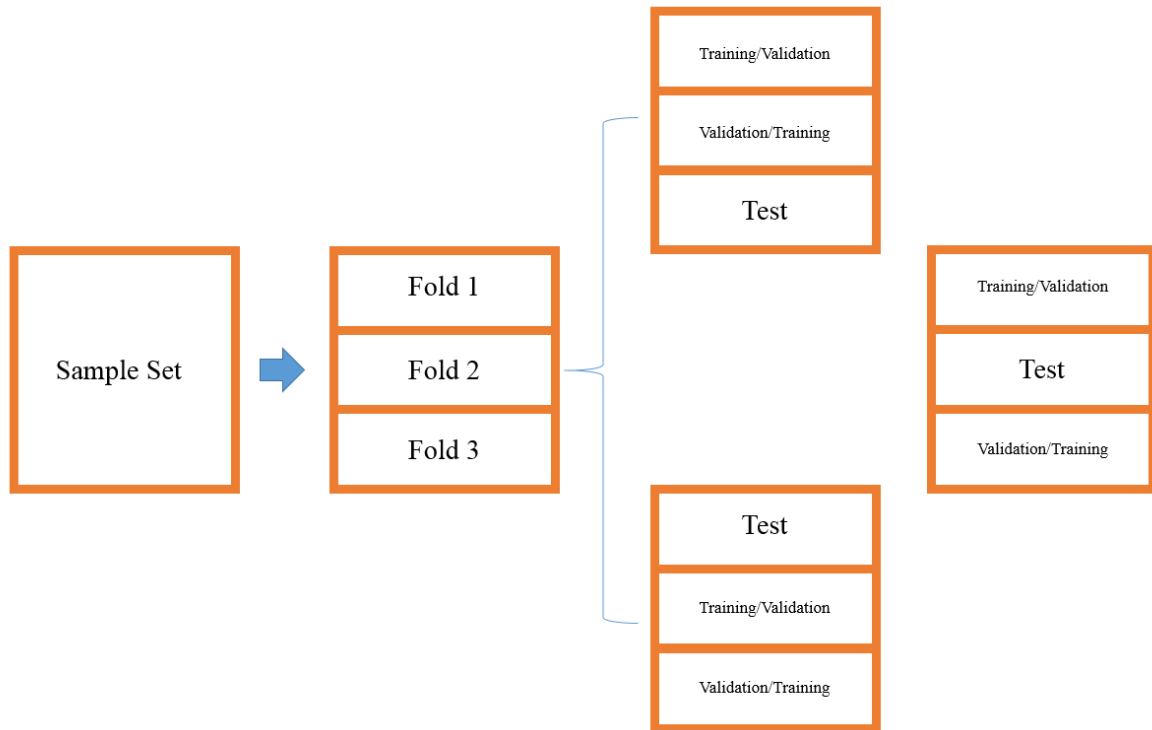 Sample Set
Fold 1
Fold 2
Fold 3
Training/Validation
Validation/Training
Test
Test
Training/Validation
Validation/Training
Training/Validation
Test
Validation/Training